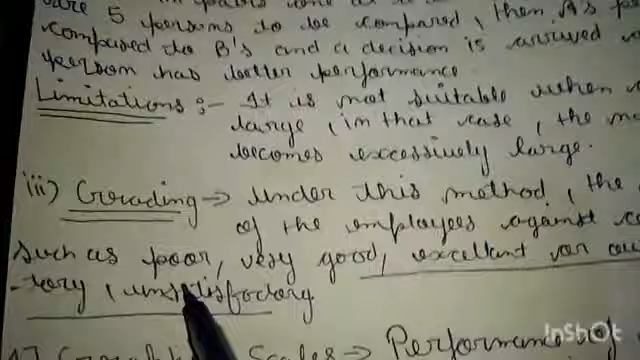 are 5 persons to be compared, then A's
compared to B's and a decision is arrived
person has better performance
Limitations :- It is not suitable when
large, in that case, the
becomes excessively large.
iii) Grading → Under this method, the
of the employees against
such as poor, very good, excellent or
-tory, unsatisfactory
Scales → Performance of
InShOt